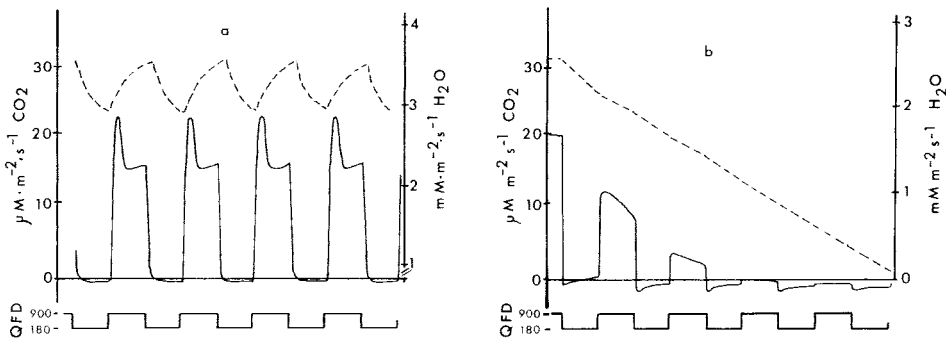 a
4
3
2
1
30
20
10
0
µM·m⁻²·s⁻¹ CO₂
mM·m⁻²·s⁻¹ H₂O
QFD
900
180
b
3
2
1
0
30
20
10
0
µM m⁻² s⁻¹ CO₂
mM m⁻² s⁻¹ H₂O
QFD
900
180